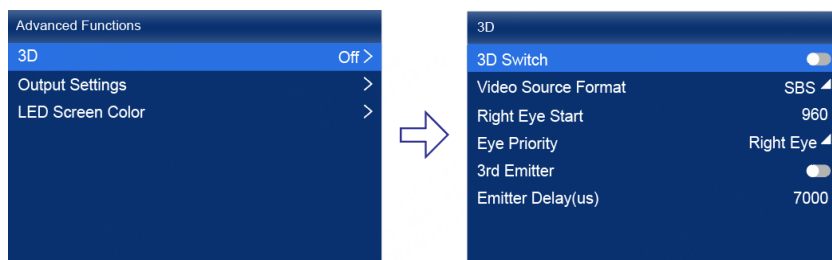 Advanced Functions
3D Off >
Output Settings >
LED Screen Color >
3D
3D Switch
Video Source Format SBS
Right Eye Start 960
Eye Priority Right Eye
3rd Emitter
Emitter Delay(us) 7000